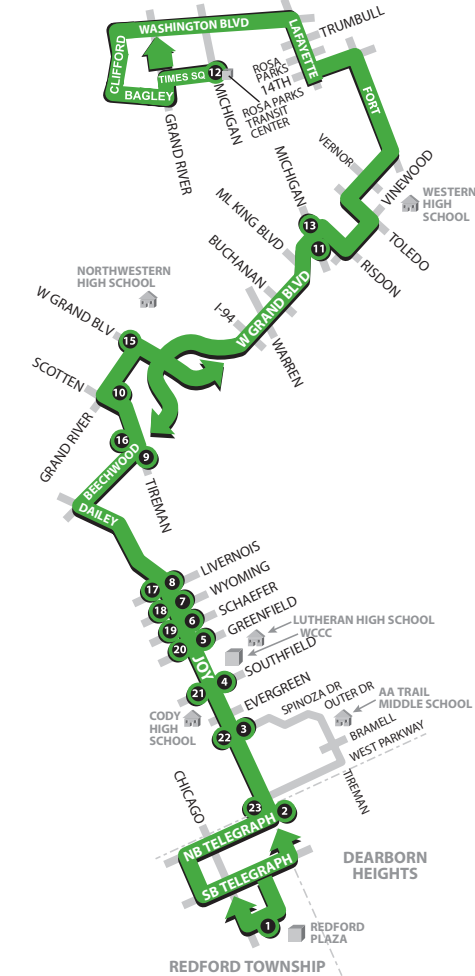 WASHINGTON BLVD
LAFAYETTE
TRUMBULL
CLIFFORD
TIMES SQ
12
BAGLEY
ROSA
PARKS
14TH
ROSA PARKS
TRANSIT
CENTER
MICHIGAN
GRAND RIVER
FORT
VERNOR
VINEWOOD
WESTERN
HIGH
SCHOOL
MICHIGAN
ML KING BLVD
13
11
TOLEDO
RISDON
BUCHANAN
W GRAND BLVD
NORTHWESTERN
HIGH SCHOOL
I-94
WARREN
W GRAND BLV
15
SCOTTEN
10
GRAND RIVER
16
9
BEECHWOOD
TIREMAN
DAILEY
LIVERNOIS
8
17
WYOMING
7
18
SCHAEFER
6
19
GREENFIELD
5
20
LUTHERAN HIGH SCHOOL
WCCC
JOY
SOUTHFIELD
4
21
EVERGREEN
SPINOZA DR
OUTER DR
AA TRAIL
MIDDLE SCHOOL
CODY
HIGH
SCHOOL
3
22
BRAMELL
WEST PARKWAY
TIREMAN
CHICAGO
23
2
NB TELEGRAPH
SB TELEGRAPH
DEARBORN
HEIGHTS
1
REDFORD
PLAZA
REDFORD TOWNSHIP